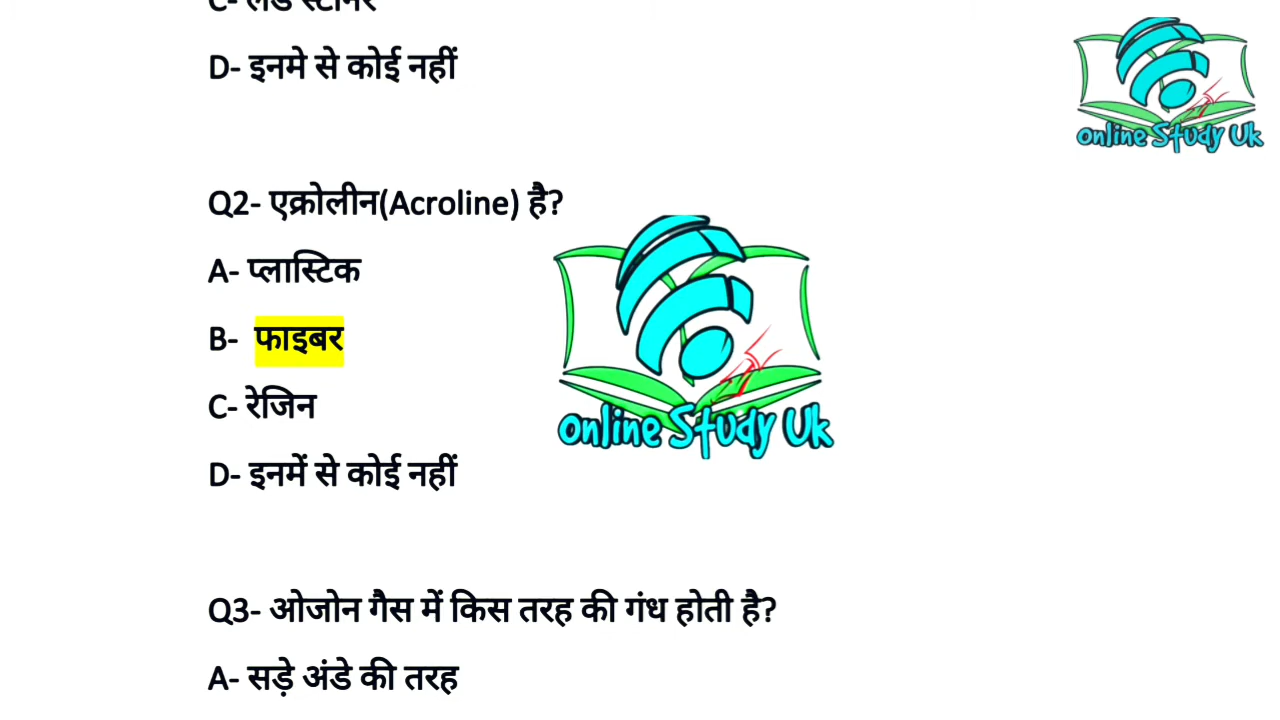 D- इनमे से कोई नहीं
Online Study Uk
Q2- एक्रोलीन(Acroline) है?
A- प्लास्टिक
B- फाइबर
C- रेजिन
Online Study Uk
D- इनमें से कोई नहीं
Q3- ओजोन गैस में किस तरह की गंध होती है?
A- सड़े अंडे की तरह